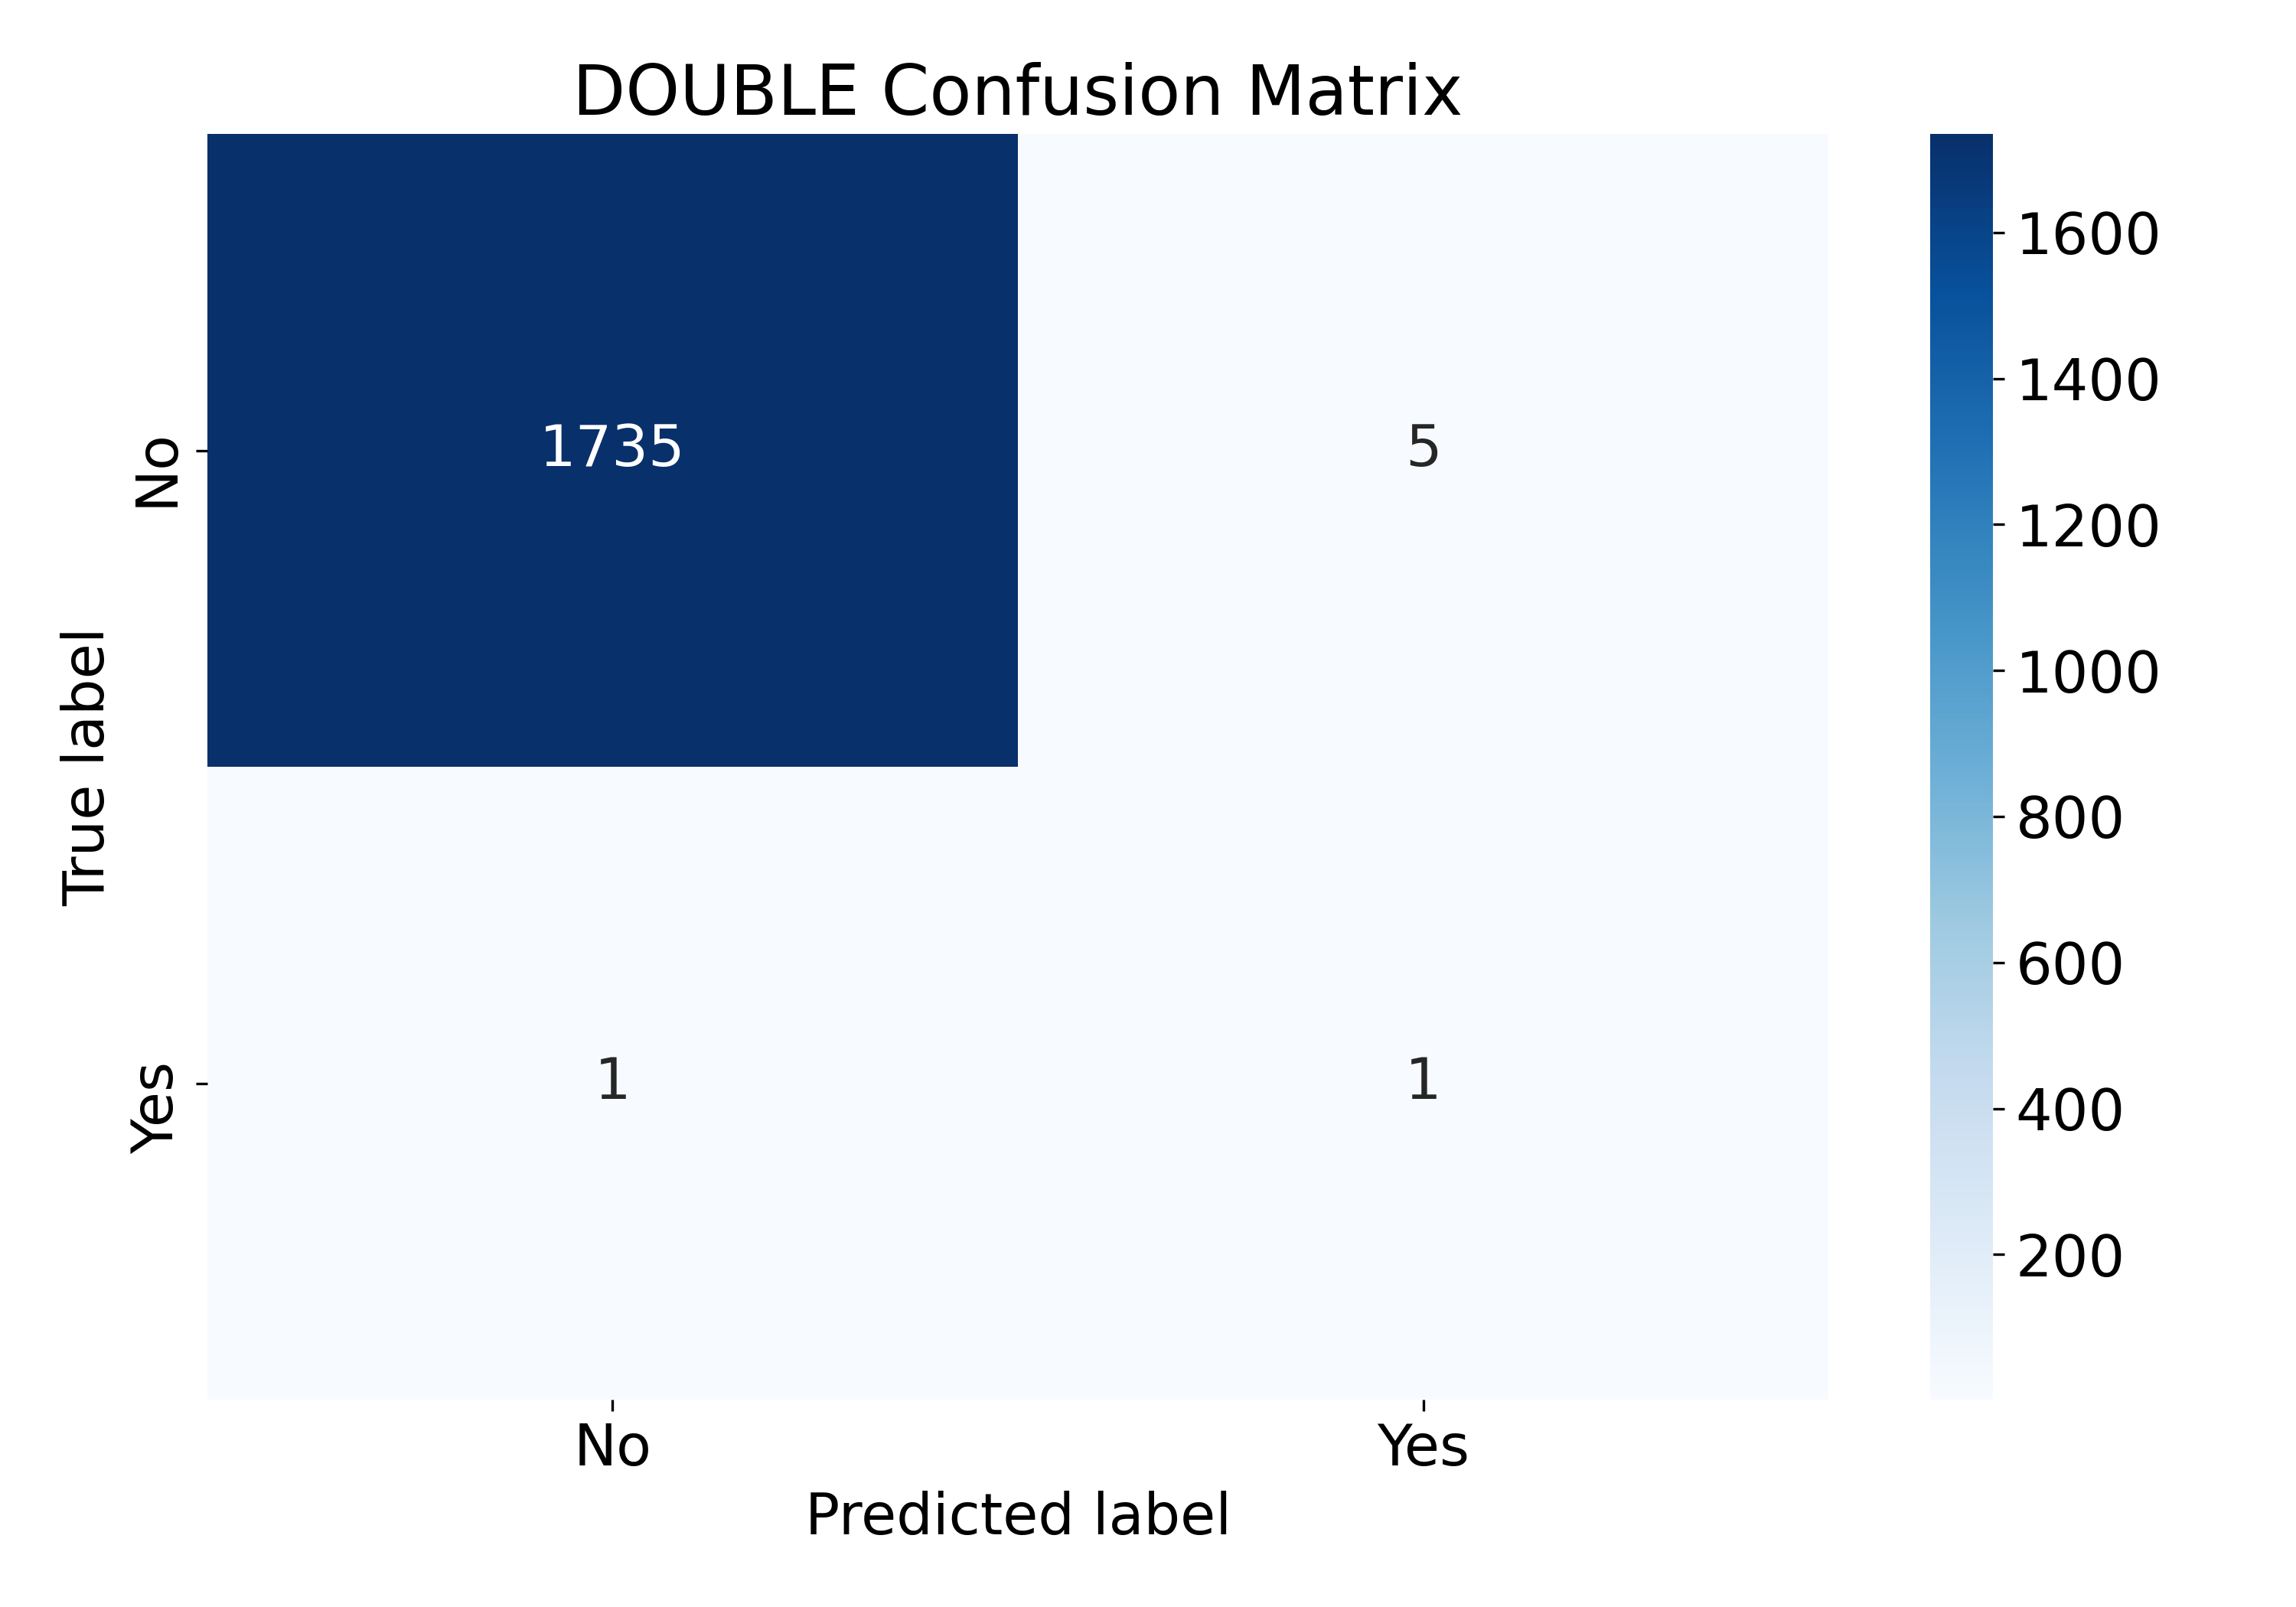 DOUBLE Confusion Matrix
True label
No
1735
5
Yes
1
1
No
Yes
Predicted label
1600
1400
1200
1000
800
600
400
200